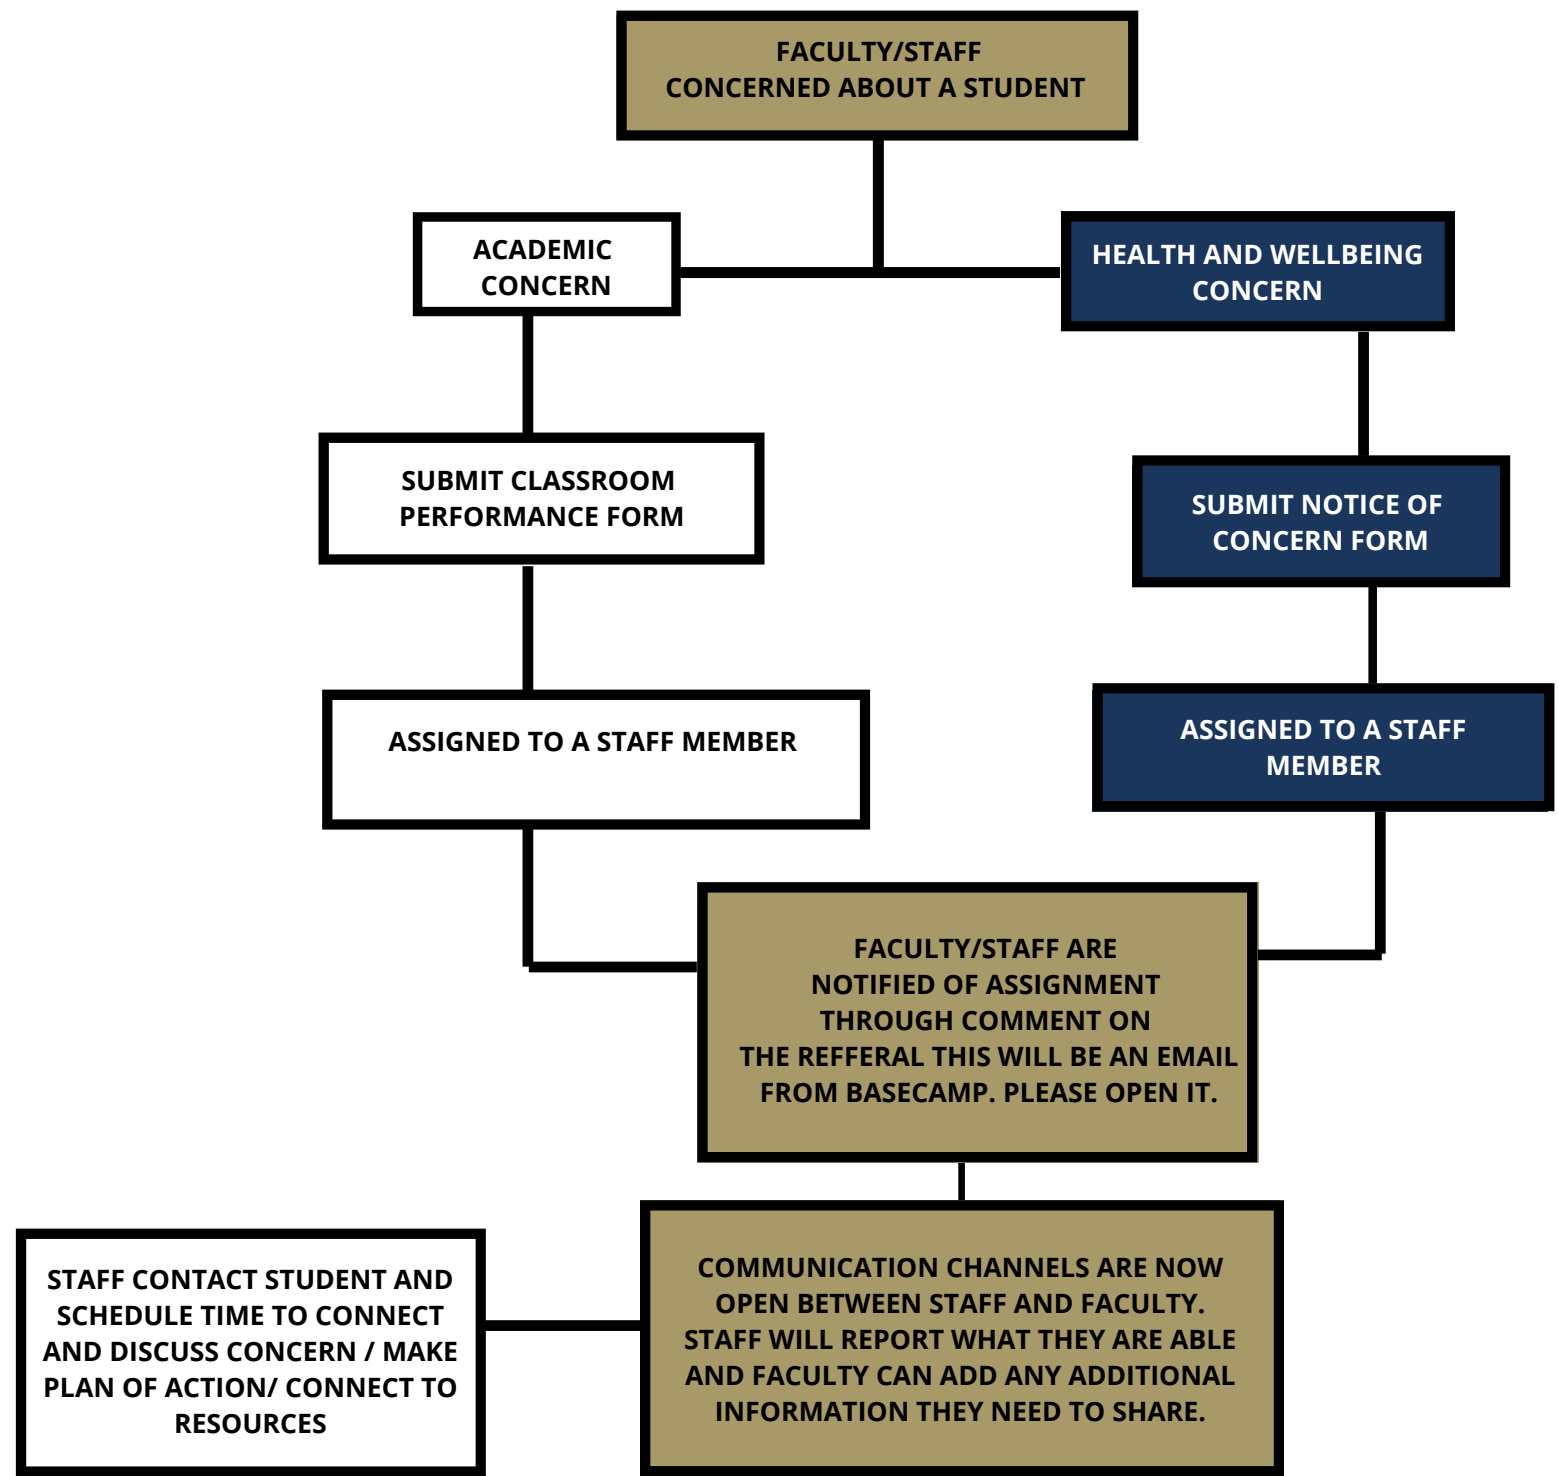 FACULTY/STAFF
CONCERNED ABOUT A STUDENT
ACADEMIC
CONCERN
HEALTH AND WELLBEING
CONCERN
SUBMIT CLASSROOM
PERFORMANCE FORM
SUBMIT NOTICE OF
CONCERN FORM
ASSIGNED TO A STAFF MEMBER
ASSIGNED TO A STAFF
MEMBER
FACULTY/STAFF ARE
NOTIFIED OF ASSIGNMENT
THROUGH COMMENT ON
THE REFFERAL THIS WILL BE AN EMAIL
FROM BASECAMP. PLEASE OPEN IT.
STAFF CONTACT STUDENT AND
SCHEDULE TIME TO CONNECT
AND DISCUSS CONCERN / MAKE
PLAN OF ACTION/ CONNECT TO
RESOURCES
COMMUNICATION CHANNELS ARE NOW
OPEN BETWEEN STAFF AND FACULTY.
STAFF WILL REPORT WHAT THEY ARE ABLE
AND FACULTY CAN ADD ANY ADDITIONAL
INFORMATION THEY NEED TO SHARE.